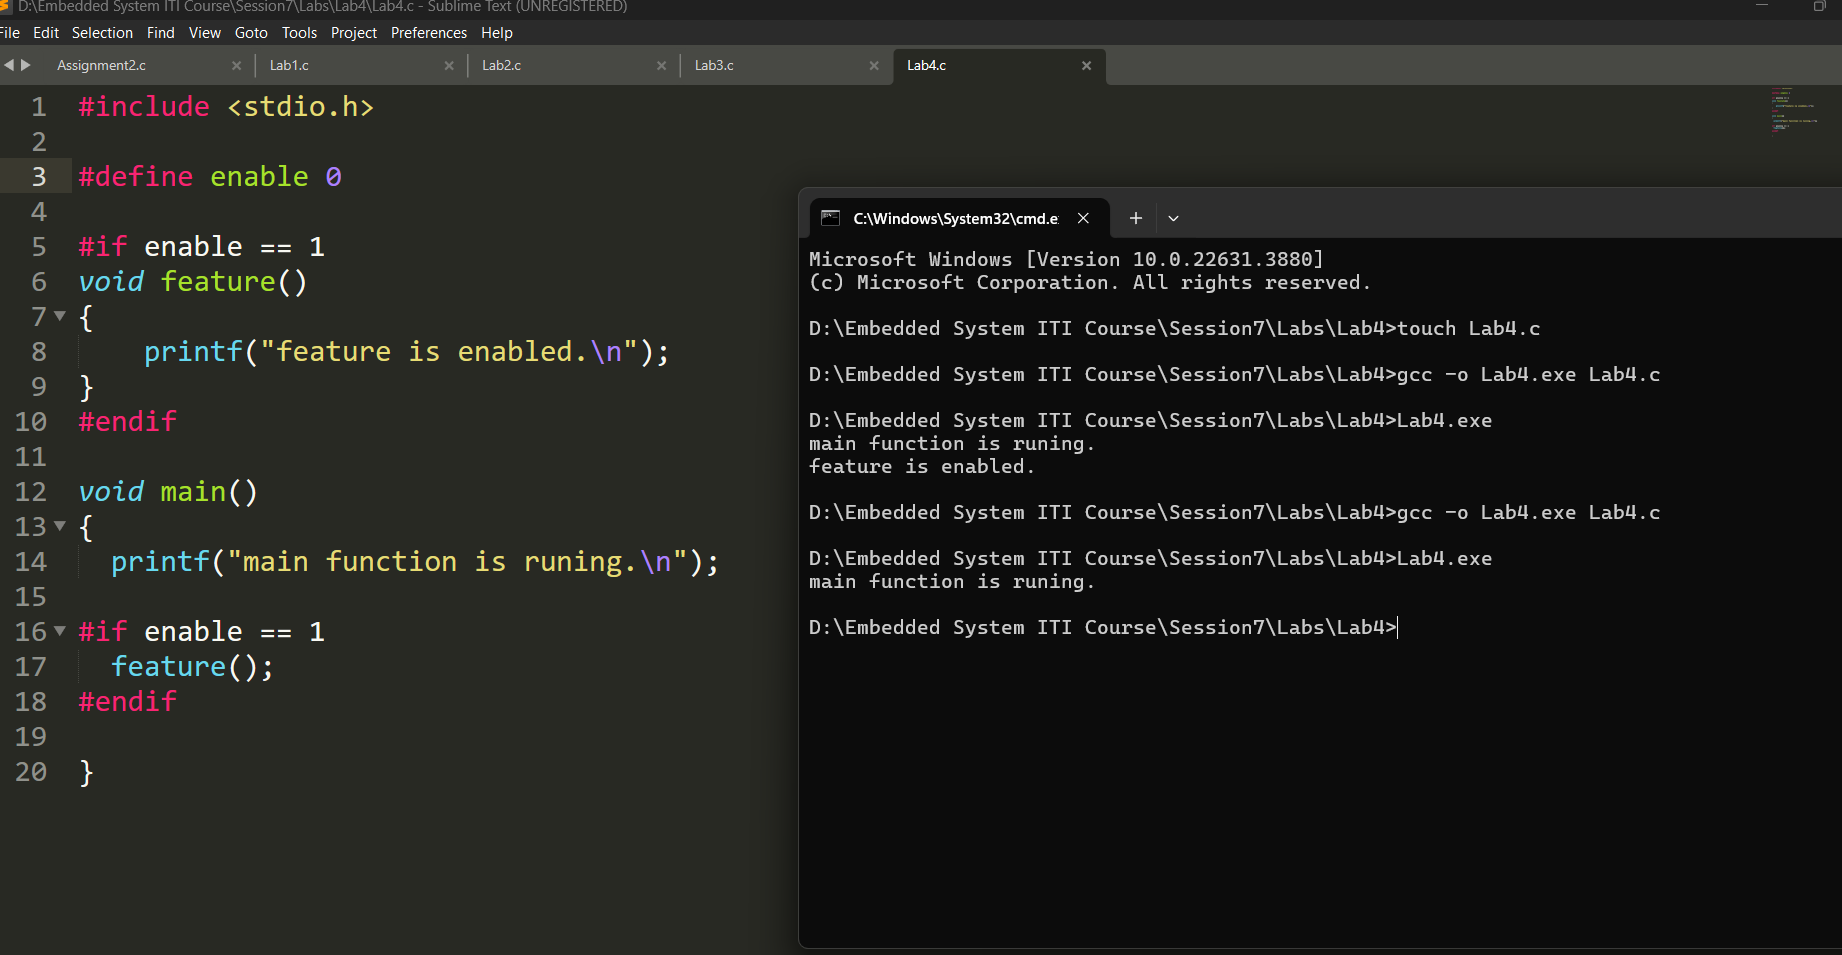 D:\Embedded System ITI Course\Session7\Labs\Lab4\Lab4.c - Sublime Text (UNREGISTERED)
File Edit Selection Find View Goto Tools Project Preferences Help
Assignment2.c Lab1.c Lab2.c Lab3.c Lab4.c
1 #include <stdio.h>
2
3 #define enable 0
4
5 #if enable == 1
6 void feature()
7 {
8 printf("feature is enabled.\n");
9 }
10 #endif
11
12 void main()
13 {
14 printf("main function is runing.\n");
15
16 #if enable == 1
17 feature();
18 #endif
19
20 }
C:\Windows\System32\cmd.e
Microsoft Windows [Version 10.0.22631.3880]
(c) Microsoft Corporation. All rights reserved.
D:\Embedded System ITI Course\Session7\Labs\Lab4>touch Lab4.c
D:\Embedded System ITI Course\Session7\Labs\Lab4>gcc -o Lab4.exe Lab4.c
D:\Embedded System ITI Course\Session7\Labs\Lab4>Lab4.exe
main function is runing.
feature is enabled.
D:\Embedded System ITI Course\Session7\Labs\Lab4>gcc -o Lab4.exe Lab4.c
D:\Embedded System ITI Course\Session7\Labs\Lab4>Lab4.exe
main function is runing.
D:\Embedded System ITI Course\Session7\Labs\Lab4>